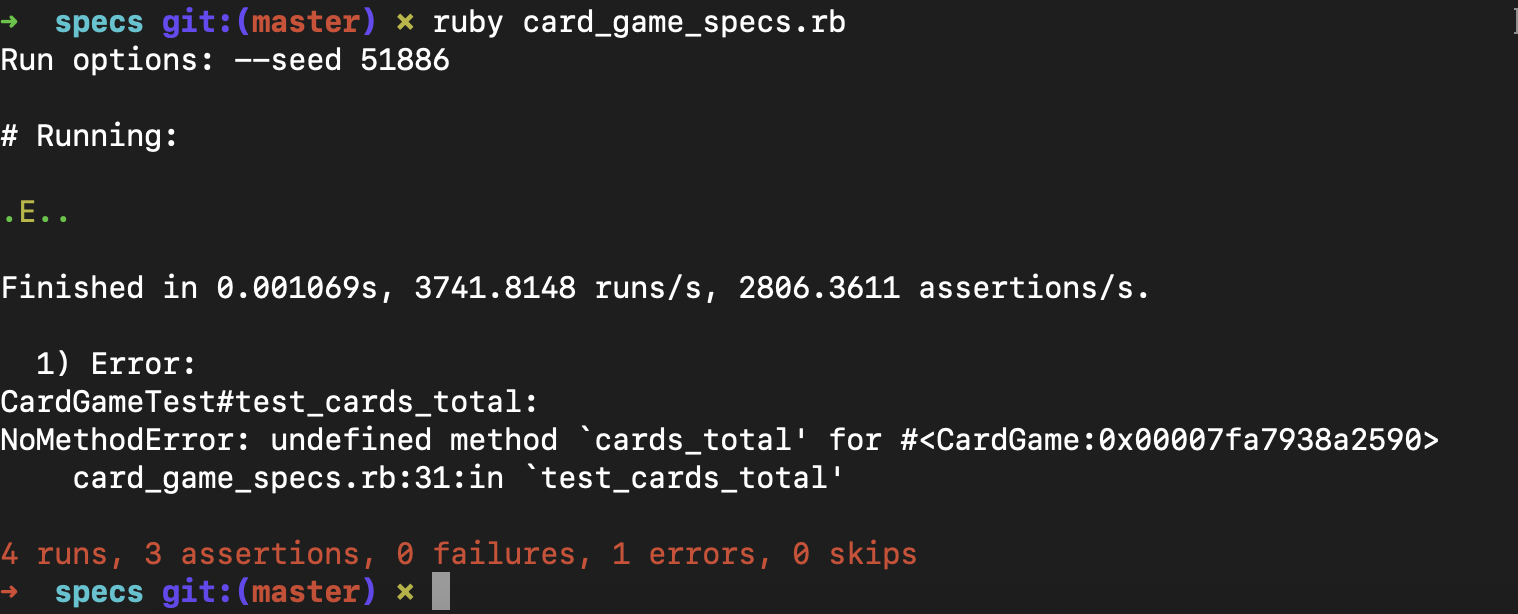 ➜  specs git:(master) ✗ ruby card_game_specs.rb
Run options: --seed 51886
# Running:
.E..
Finished in 0.001069s, 3741.8148 runs/s, 2806.3611 assertions/s.
  1) Error:
CardGameTest#test_cards_total:
NoMethodError: undefined method `cards_total' for #<CardGame:0x00007fa7938a2590>
    card_game_specs.rb:31:in `test_cards_total'
4 runs, 3 assertions, 0 failures, 1 errors, 0 skips
➜  specs git:(master) ✗